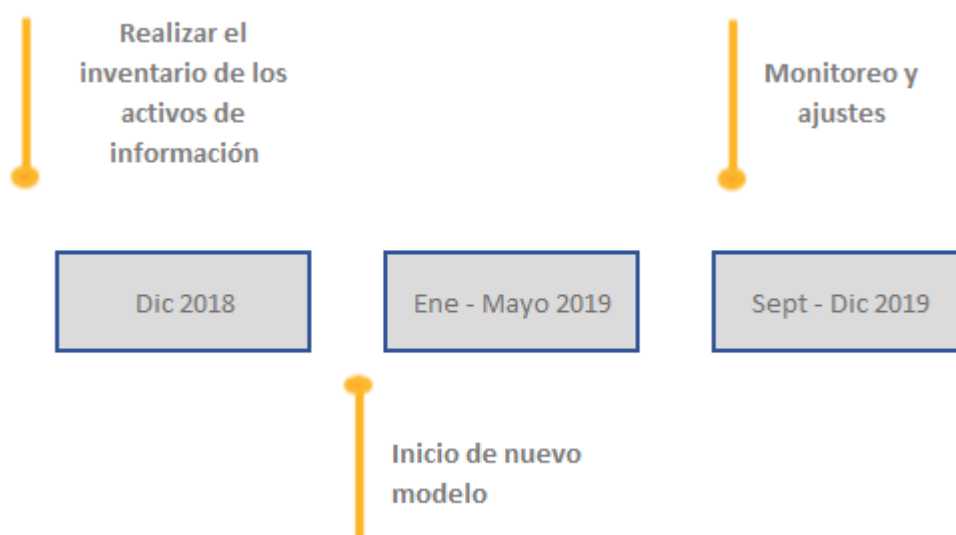 Realizar el
inventario de los
activos de
información
Monitoreo y
ajustes
Dic 2018
Ene - Mayo 2019
Sept - Dic 2019
Inicio de nuevo
modelo